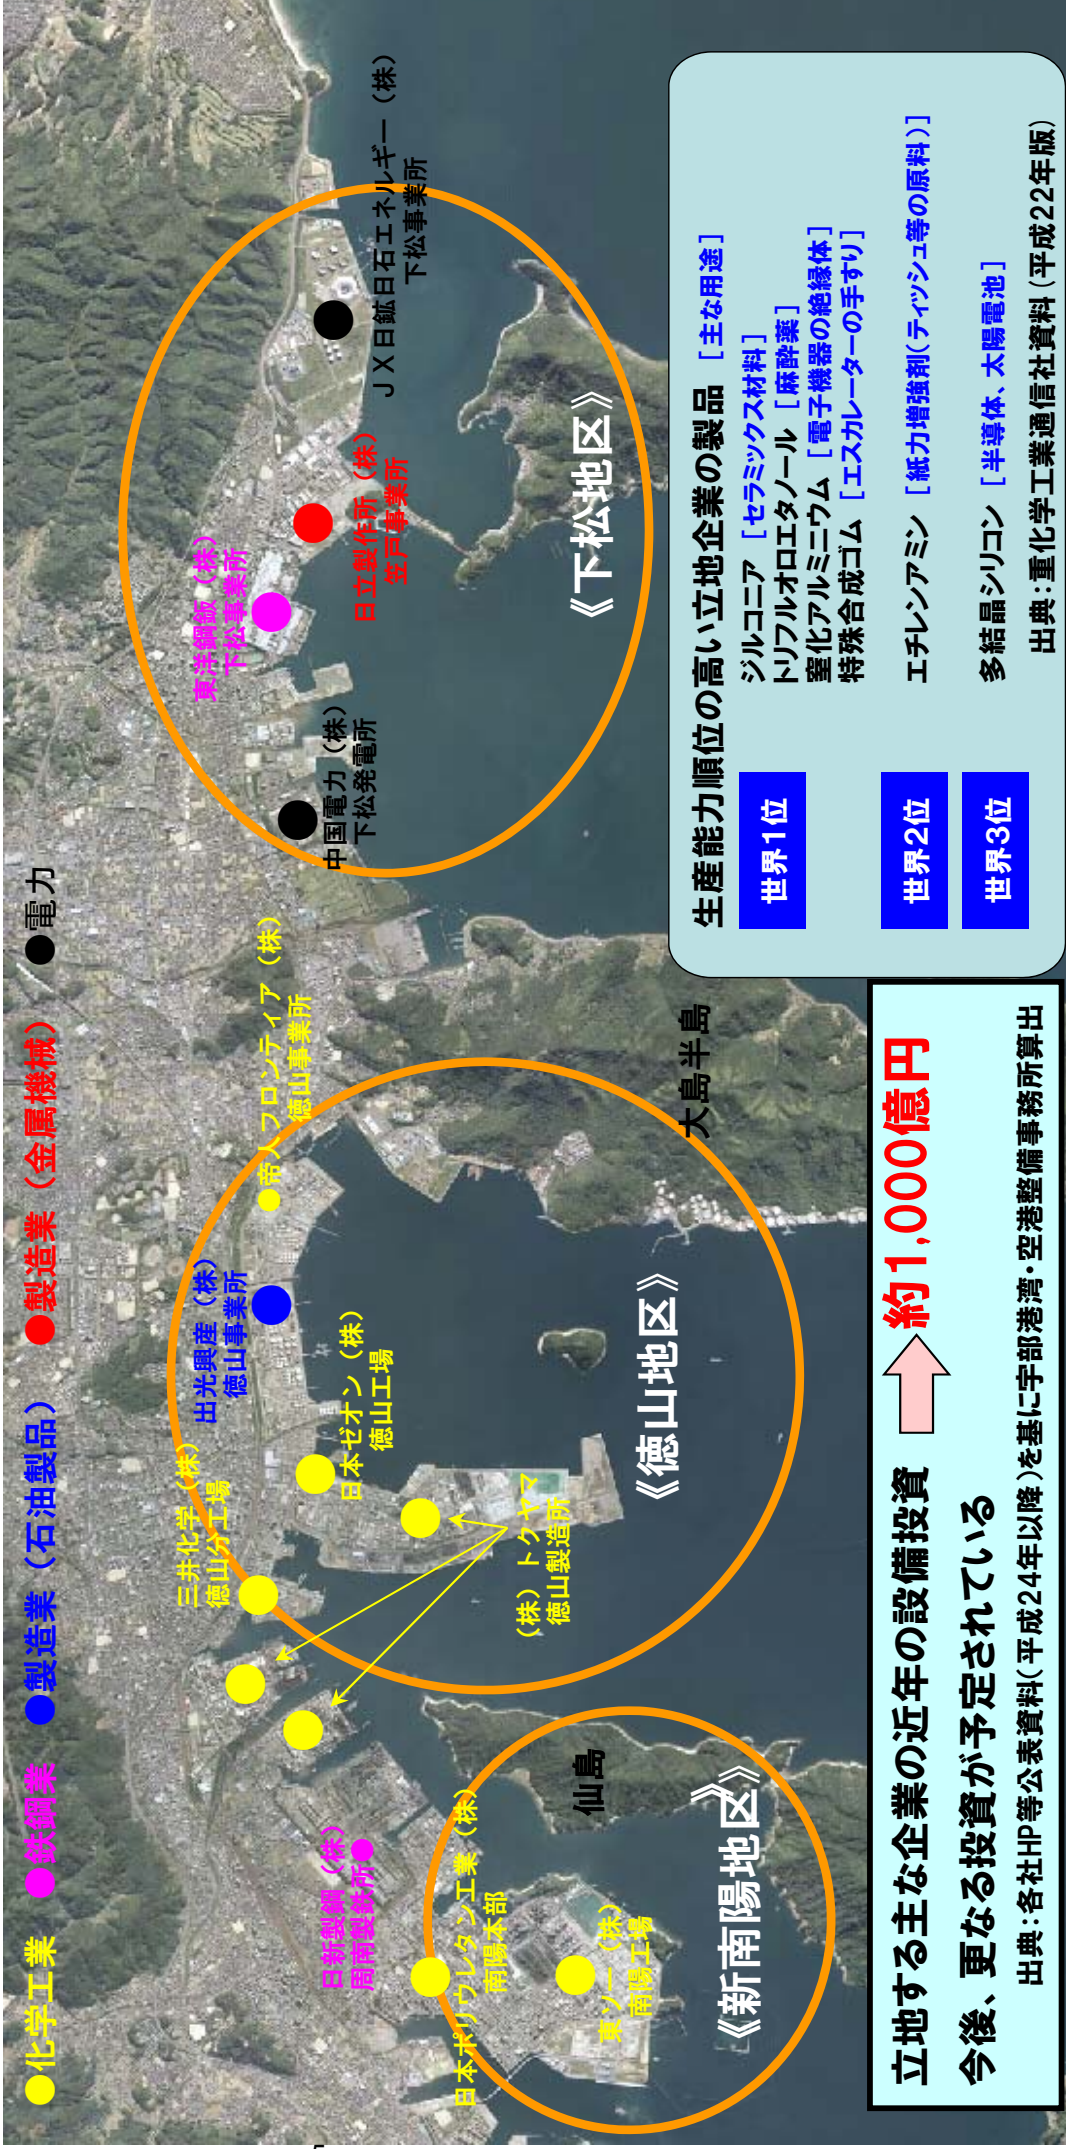 ●化学工業 ●鉄鋼業 ●製造業（石油製品） ●製造業（金属機械） ●電力
三井化学（株）
徳山分工場
出光興産（株）
徳山事業所
帝人フロンティア（株）
徳山事業所
東洋鋼鈑（株）
下松事業所
日新製鋼（株）
周南製鉄所
日本ゼオン（株）
徳山工場
中国電力（株）
下松発電所
日立製作所（株）
笠戸事業所
ＪＸ日鉱日石エネルギー（株）
下松事業所
日本ポリウレタン工業（株）
南陽本部
（株）トクヤマ
徳山製造所
東ソー（株）
南陽工場
仙島
大島半島
《新南陽地区》
》
《徳山地区》
《下松地区》
生産能力順位の高い立地企業の製品 [主な用途]
世界1位
ジルコニア [セラミックス材料]
トリフルオロエタノール [麻酔薬]
窒化アルミニウム [電子機器の絶縁体]
特殊合成ゴム [エスカレーターの手すり]
世界2位 エチレンアミン [紙力増強剤(ティッシュ等の原料)]
世界3位 多結晶シリコン [半導体、太陽電池]
出典:重化学工業通信社資料(平成22年版)
立地する主な企業の近年の設備投資 約1,000億円
今後、更なる投資が予定されている
出典:各社HP等公表資料(平成24年以降)を基に宇部港湾・空港整備事務所算出